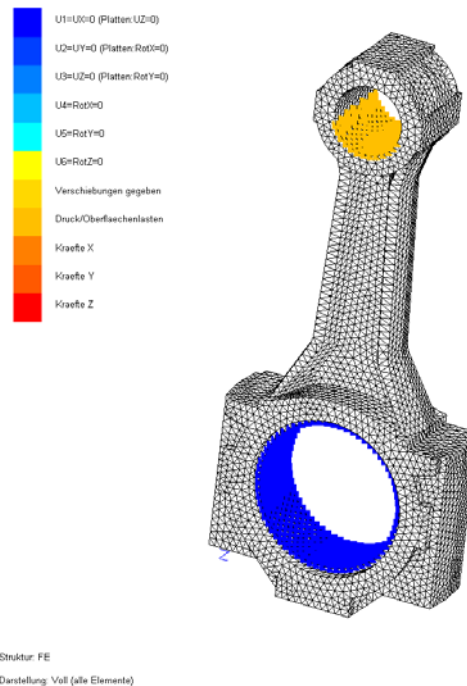 U1=UX=0 (Platten:UZ=0)
U2=UY=0 (Platten:RotX=0)
U3=UZ=0 (Platten:RotY=0)
U4=RotX=0
U5=RotY=0
U6=RotZ=0
Verschiebungen gegeben
Druck/Oberflaechenlasten
Kraefte X
Kraefte Y
Kraefte Z
Z
Struktur: FE
Darstellung: Voll (alle Elemente)